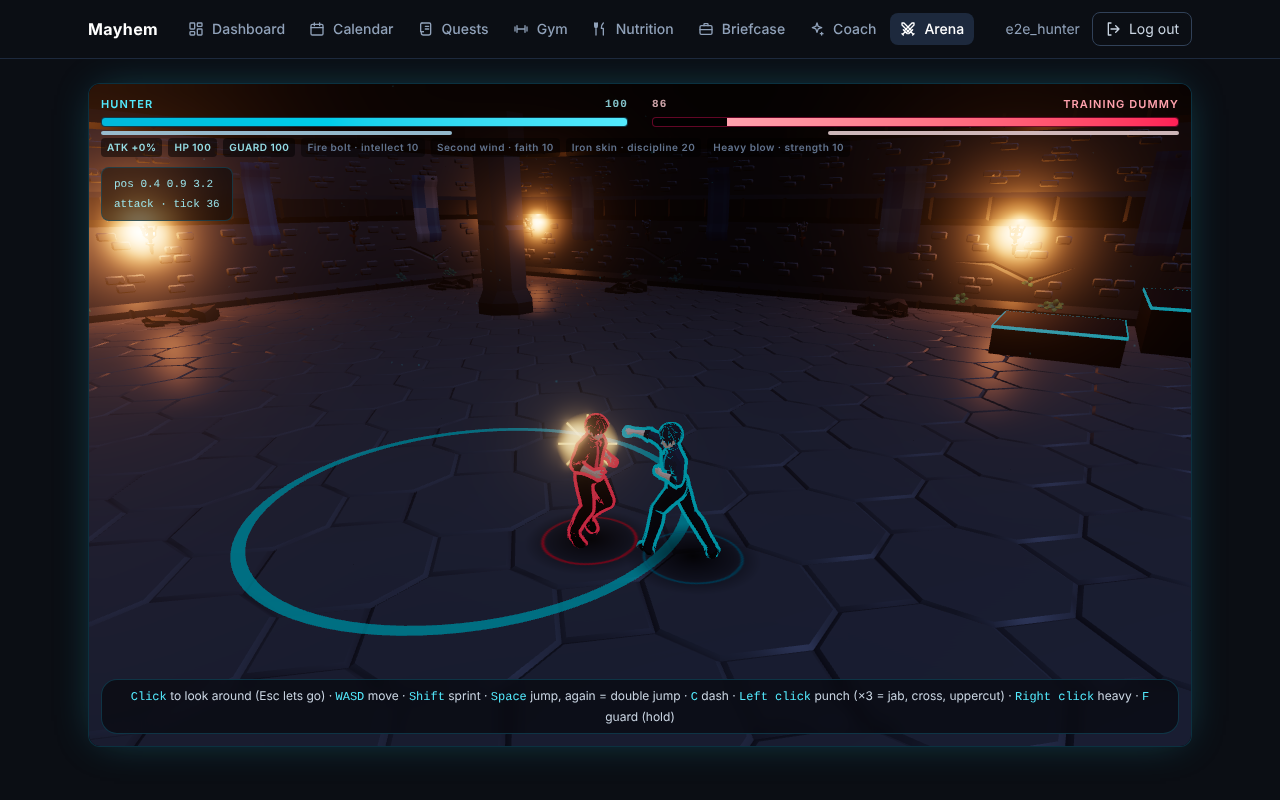 Mayhem
Dashboard
Calendar
Quests
Gym
Nutrition
Briefcase
Coach
Arena
e2e_hunter
Log out
HUNTER
100
86
TRAINING DUMMY
ATK +0%
HP 100
GUARD 100
Fire bolt · intellect 10
Second wind · faith 10
Iron skin · discipline 20
Heavy blow · strength 10
pos 0.4 0.9 3.2
attack · tick 36
Click to look around (Esc lets go) · WASD move · Shift sprint · Space jump, again = double jump · C dash · Left click punch (×3 = jab, cross, uppercut) · Right click heavy · F
guard (hold)